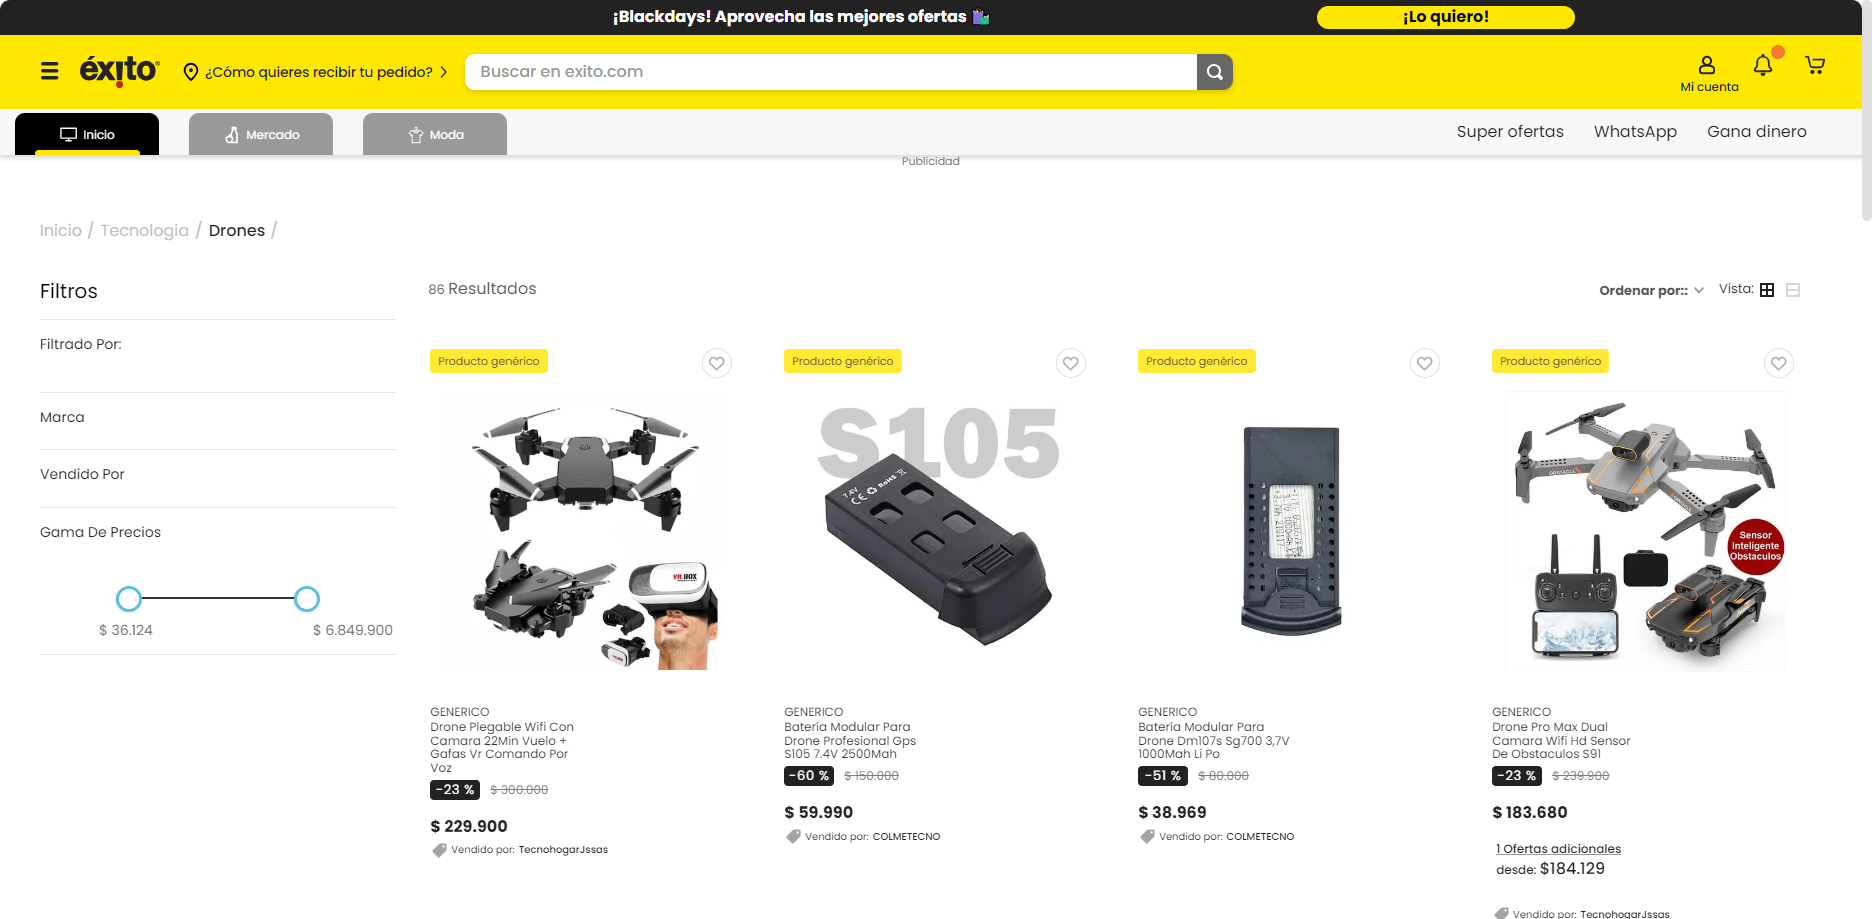 ¡Blackdays! Aprovecha las mejores ofertas
¡Lo quiero!
éxito
¿Cómo quieres recibir tu pedido?
Buscar en exito.com
Mi cuenta
Inicio
Mercado
Moda
Super ofertas
WhatsApp
Gana dinero
Publicidad
Inicio / Tecnologia / Drones /
Filtros
Filtrado Por:
Marca
Vendido Por
Gama De Precios
$ 36.124
$ 6.849.900
86 Resultados
Ordenar por::
Vista:
Producto genérico
VR BOX
GENERICO
Drone Plegable Wifi Con
Camara 22Min Vuelo +
Gafas Vr Comando Por
Voz
-23 %
$ 300.000
$ 229.900
Vendido por: TecnohogarJssas
Producto genérico
S105
7.4V
CE RoHS
GENERICO
Batería Modular Para
Drone Profesional Gps
S105 7.4V 2500Mah
-60 %
$ 150.000
$ 59.990
Vendido por: COLMETECNO
Producto genérico
GENERICO
Batería Modular Para
Drone Dm107s Sg700 3,7V
1000Mah Li Po
-51 %
$ 80.000
$ 38.969
Vendido por: COLMETECNO
Producto genérico
Sensor
Inteligente
Obstaculos
GENERICO
Drone Pro Max Dual
Camara Wifi Hd Sensor
De Obstaculos S91
-23 %
$ 239.900
$ 183.680
1 Ofertas adicionales
desde: $184.129
Vendido por: TecnohogarJssas